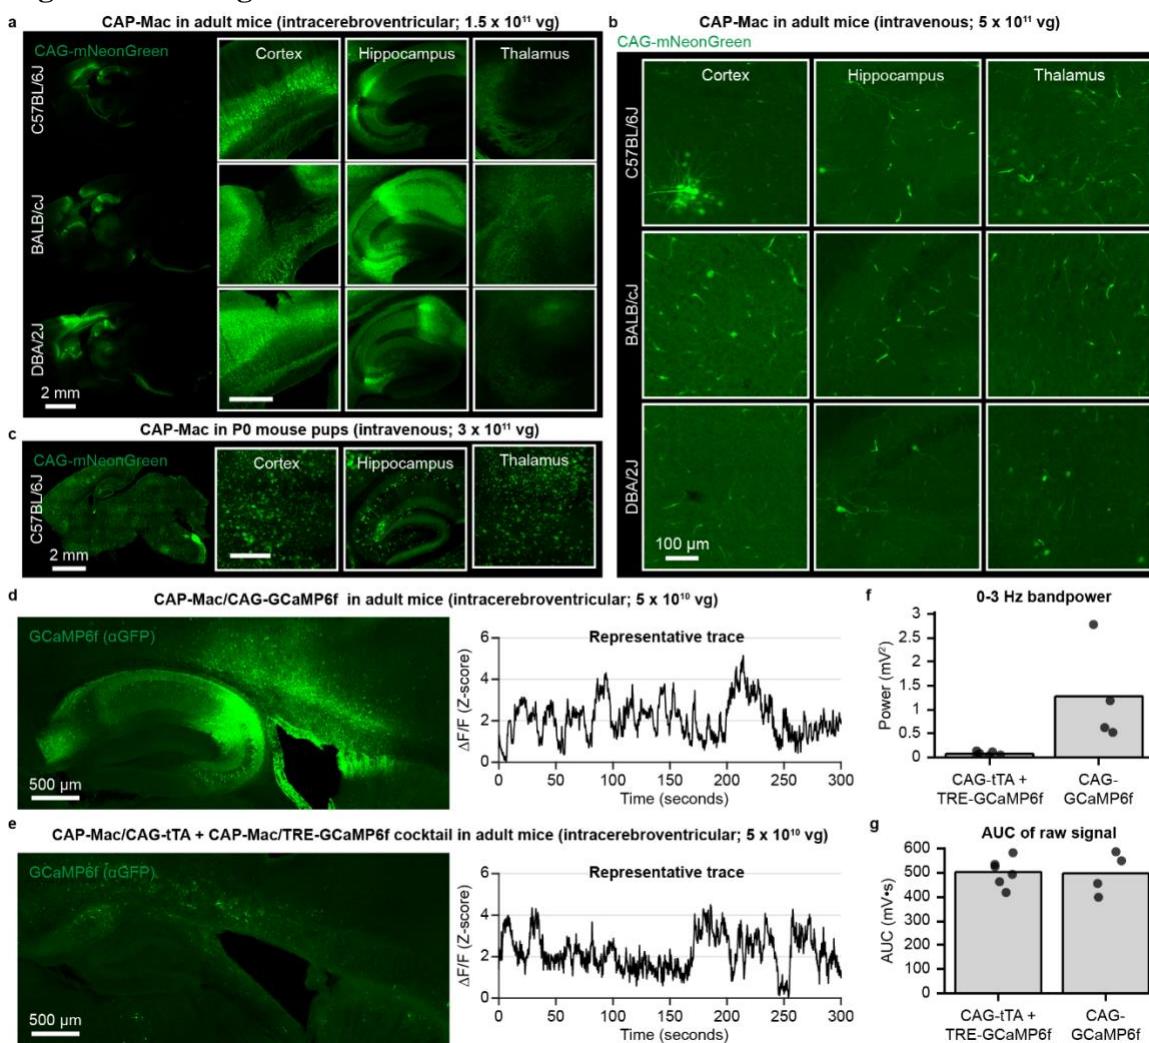 a CAP-Mac in adult mice (intracerebroventricular; 1.5 x 10¹¹ vg)
CAG-mNeonGreen
Cortex Hippocampus Thalamus
C57BL/6J
BALB/cJ
DBA/2J
2 mm
b CAP-Mac in adult mice (intravenous; 5 x 10¹¹ vg)
CAG-mNeonGreen
Cortex Hippocampus Thalamus
C57BL/6J
BALB/cJ
DBA/2J
100 µm
c CAP-Mac in P0 mouse pups (intravenous; 3 x 10¹¹ vg)
CAG-mNeonGreen
Cortex Hippocampus Thalamus
C57BL/6J
2 mm
d CAP-Mac/CAG-GCaMP6f in adult mice (intracerebroventricular; 5 x 10¹⁰ vg)
GCaMP6f (αGFP)
500 µm
Representative trace
ΔF/F (Z-score)
6
4
2
0
0 50 100 150 200 250 300
Time (seconds)
e CAP-Mac/CAG-tTA + CAP-Mac/TRE-GCaMP6f cocktail in adult mice (intracerebroventricular; 5 x 10¹⁰ vg)
GCaMP6f (αGFP)
500 µm
Representative trace
ΔF/F (Z-score)
6
4
2
0
0 50 100 150 200 250 300
Time (seconds)
f 0-3 Hz bandpower
Power (mV²)
3
2.5
2
1.5
1
0.5
0
CAG-tTA + TRE-GCaMP6f
CAG-GCaMP6f
g AUC of raw signal
AUC (mV•s)
600
500
400
300
200
100
0
CAG-tTA + TRE-GCaMP6f
CAG-GCaMP6f